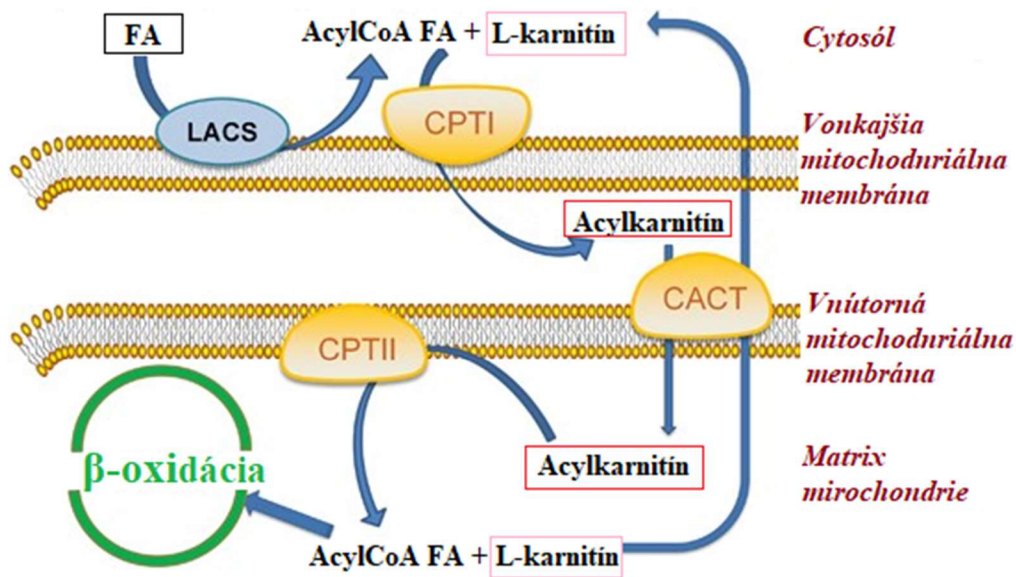 FA
AcylCoA FA + L-karnitín
Cytosól
LACS
CPTI
Vonkajšia
mitochodnriálna
membrána
Acylkarnitín
CACT
Vnútorná
mitochodnriálna
membrána
CPTII
β-oxidácia
Acylkarnitín
Matrix
mirochondrie
AcylCoA FA + L-karnitín